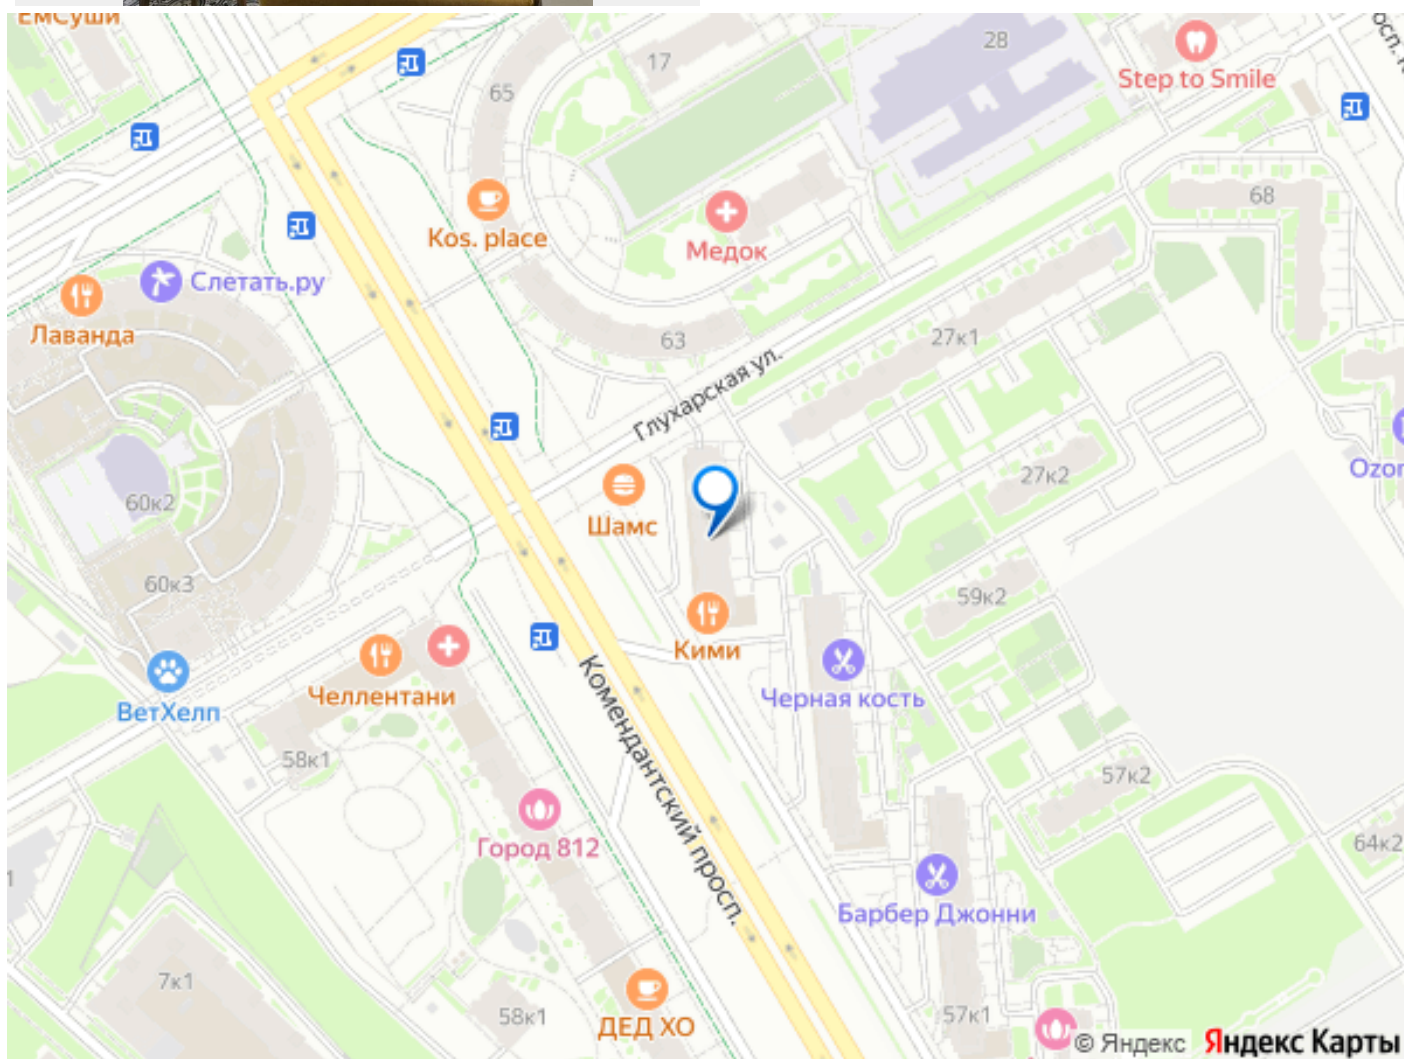 ЕмСуши
17
28
Step to Smile
65
68
Kos. place
Медок
Слетать.ру
Лаванда
63
27к1
Глухарская ул.
Ozon
27к2
60к2
Шамс
60к3
59к2
Кими
Челлентани
Черная кость
ВетХелп
58к1
Комендантский просп.
57к2
Город 812
64к2
1
Барбер Джонни
7к1
58к1
ДЕД ХО
57к1
© Яндекс Яндекс Карты